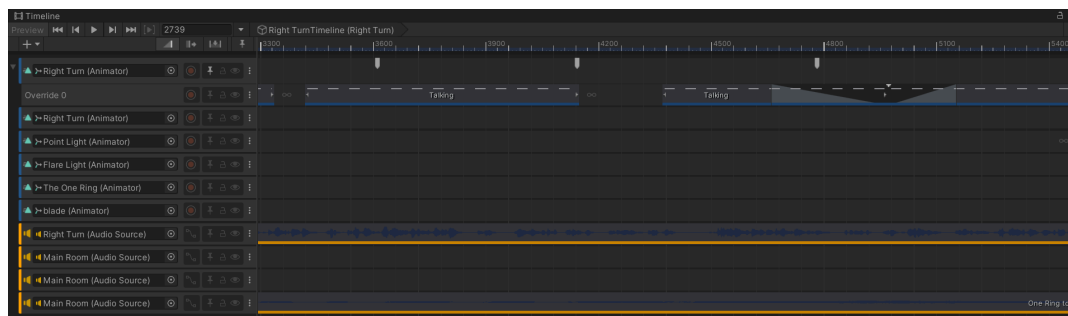 Timeline
Preview 2739 Right TurnTimeline (Right Turn)
3300 3600 3900 4200 4500 4800 5100 5400
Right Turn (Animator)
Override 0 Talking Talking
Right Turn (Animator)
Point Light (Animator)
Flare Light (Animator)
The One Ring (Animator)
blade (Animator)
Right Turn (Audio Source)
Main Room (Audio Source)
Main Room (Audio Source)
Main Room (Audio Source) One Ring to